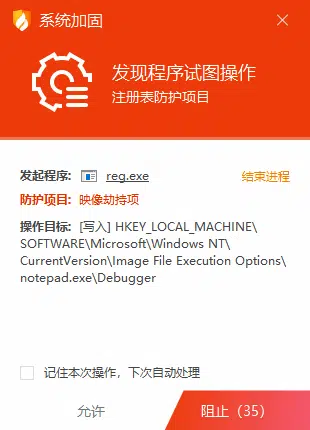 系统加固
发现程序试图操作
注册表防护项目
发起程序: reg.exe 结束进程
防护项目: 映像劫持项
操作目标: [写入] HKEY_LOCAL_MACHINE\
SOFTWARE\Microsoft\Windows NT\
CurrentVersion\Image File Execution Options\
notepad.exe\Debugger
记住本次操作，下次自动处理
允许 阻止（35）